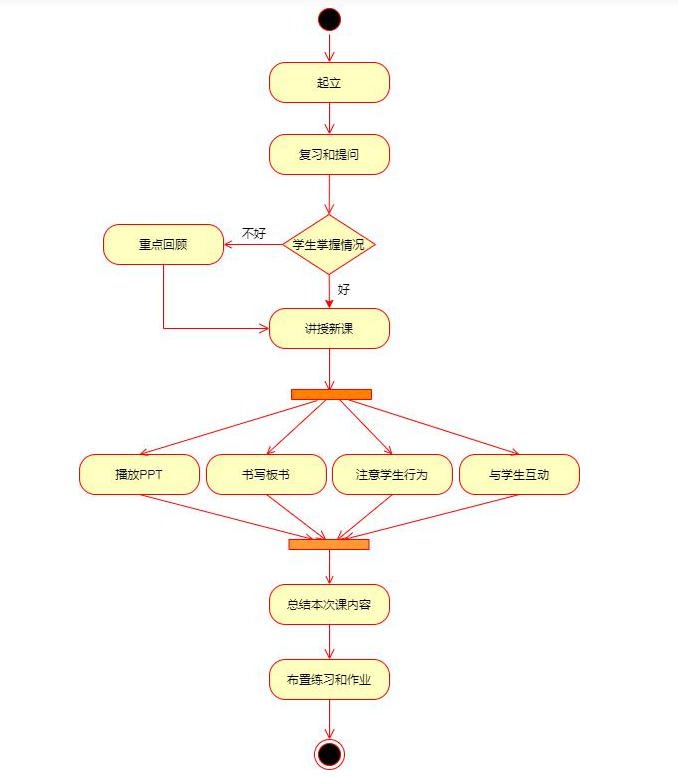 起立
复习和提问
不好
重点回顾
学生掌握情况
好
讲授新课
播放PPT
书写板书
注意学生行为
与学生互动
总结本次课内容
布置练习和作业